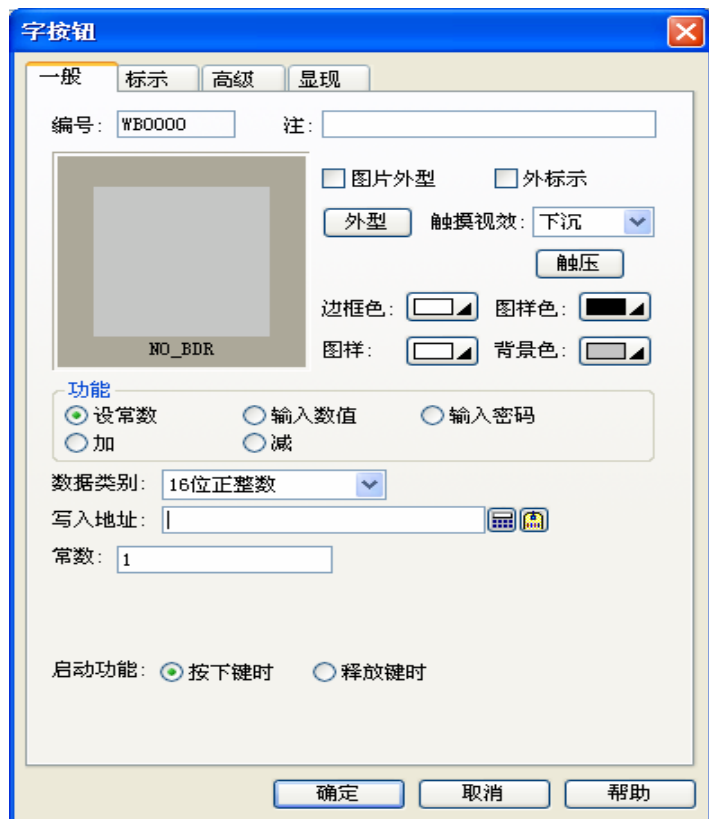 字按钮
一般 标示 高级 显现
编号: WB0000 注:
图片外型 外标示
外型 触摸视效: 下沉
触压
边框色: 图样色:
NO_BDR 图样: 背景色:
功能
设常数 输入数值 输入密码
加 减
数据类别: 16位正整数
写入地址:
常数: 1
启动功能: 按下键时 释放键时
确定 取消 帮助